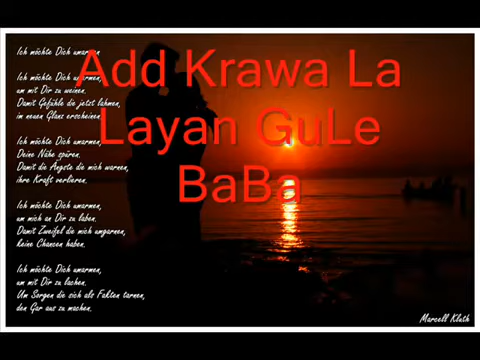 Add Krawa La
Layan GuLe
BaBa
Ich möchte Dich umarmen
Ich möchte Dich umarmen,
um mit Dir zu weinen.
Damit Gefühle die jetzt lahmen,
im neuen Glanz erscheinen.
Ich möchte Dich umarmen,
Deine Nähe spüren.
Damit die Ängste die mich warnen,
ihre Kraft verlieren.
Ich möchte Dich umarmen,
um mich an Dir zu laben.
Damit Zweifel die mich umgarnen,
keine Chancen haben.
Ich möchte Dich umarmen,
um mit Dir zu lachen.
Um Sorgen die sich als Fakten tarnen,
den Gar aus zu machen.
Marcell Kluth